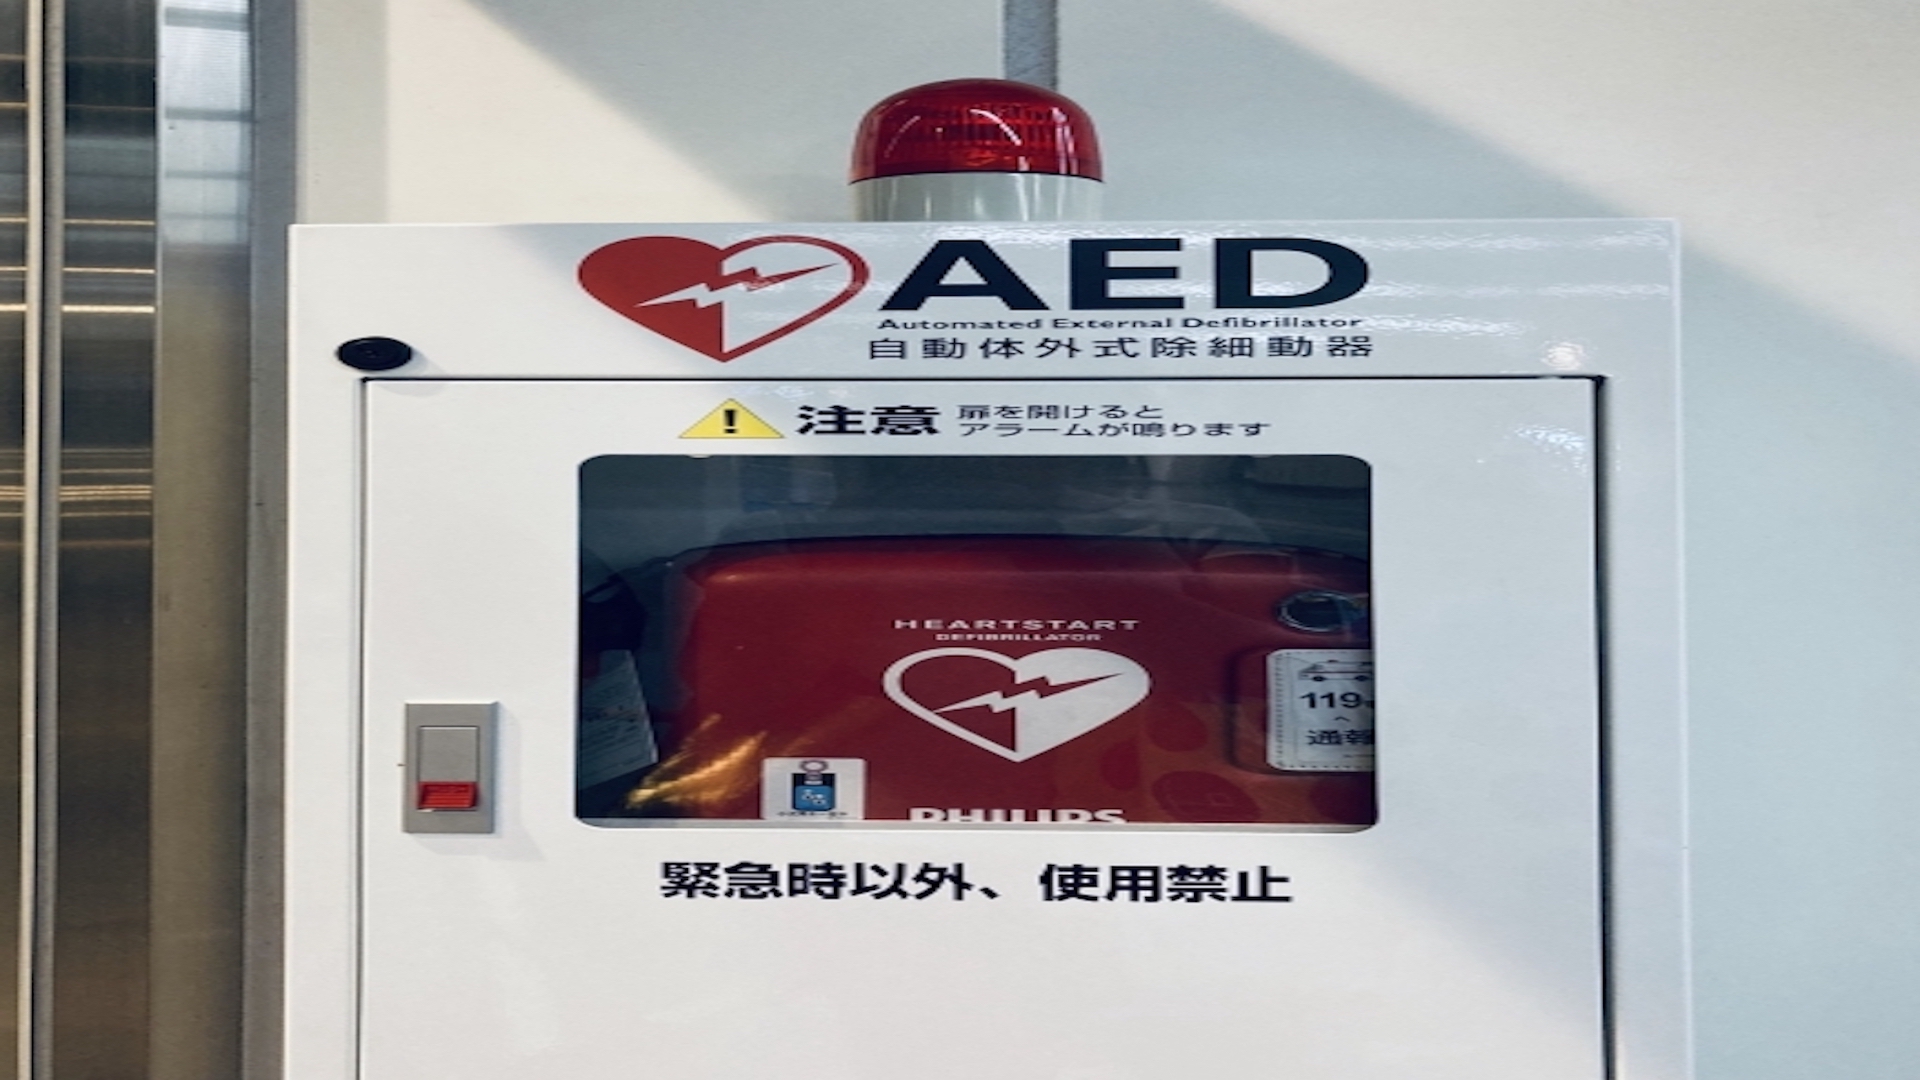 AED
Automated External Defibrillator
自動体外式除細動器
注意
扉を開けると
アラームが鳴ります
HEARTSTART
DEFIBRILLATOR
119
へ
通報
PHILIPS
緊急時以外、使用禁止